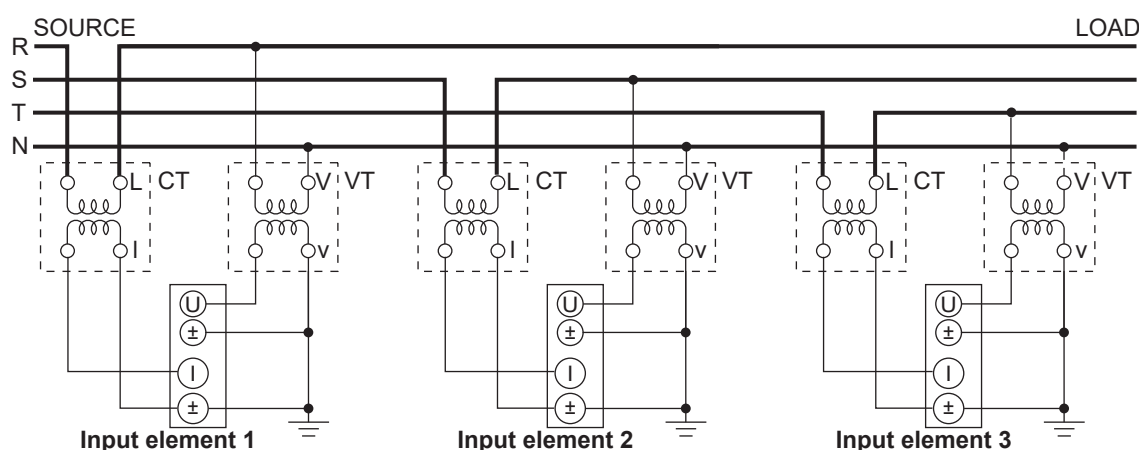 SOURCE LOAD
R
S
T
N
L CT V VT L CT V VT L CT V VT
l v l v l v
U U U
± ± ±
I I I
± ± ±
Input element 1 Input element 2 Input element 3